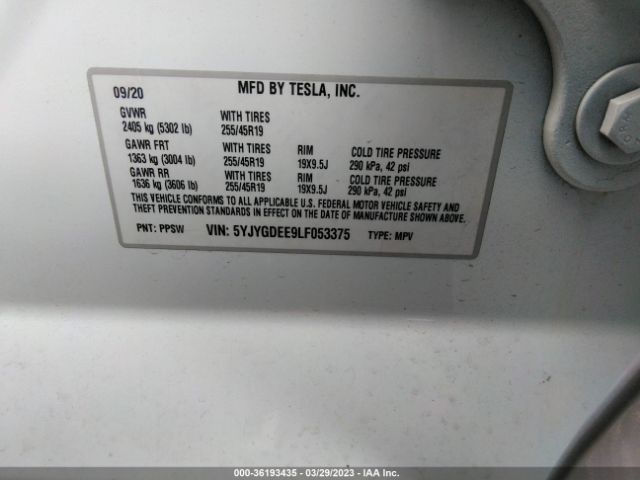 09/20 MFD BY TESLA, INC.
GVWR WITH TIRES
2405 kg (5302 lb) 255/45R19
GAWR FRT WITH TIRES RIM COLD TIRE PRESSURE
1363 kg (3004 lb) 255/45R19 19X9.5J 290 kPa, 42 psi
GAWR RR WITH TIRES RIM COLD TIRE PRESSURE
1636 kg (3606 lb) 255/45R19 19X9.5J 290 kPa, 42 psi
THIS VEHICLE CONFORMS TO ALL APPLICABLE U.S. FEDERAL MOTOR VEHICLE SAFETY AND
THEFT PREVENTION STANDARDS IN EFFECT ON THE DATE OF MANUFACTURE SHOWN ABOVE.
PNT: PPSW VIN: 5YJYGDEE9LF053375 TYPE: MPV
000-36193435 - 03/29/2023 - IAA Inc.